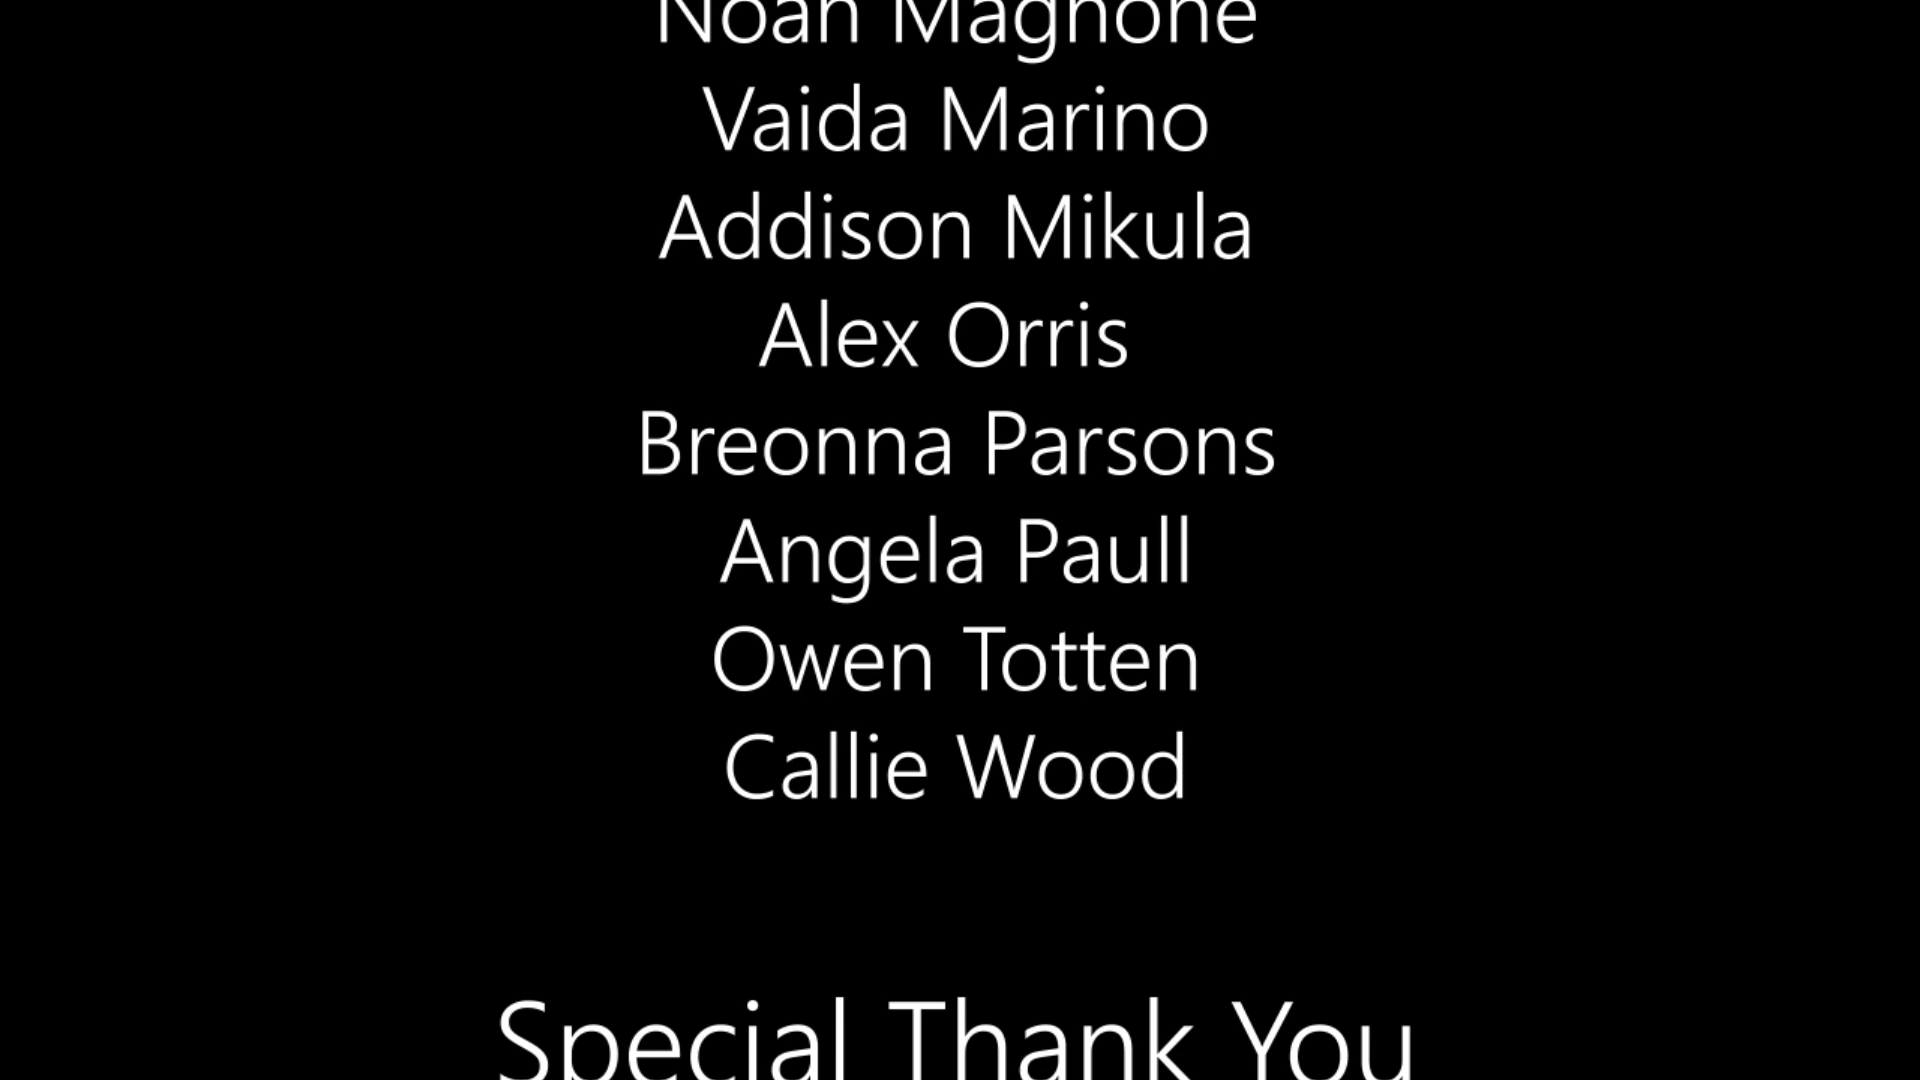 Noah Magnone
Vaida Marino
Addison Mikula
Alex Orris
Breonna Parsons
Angela Paull
Owen Totten
Callie Wood
Special Thank You